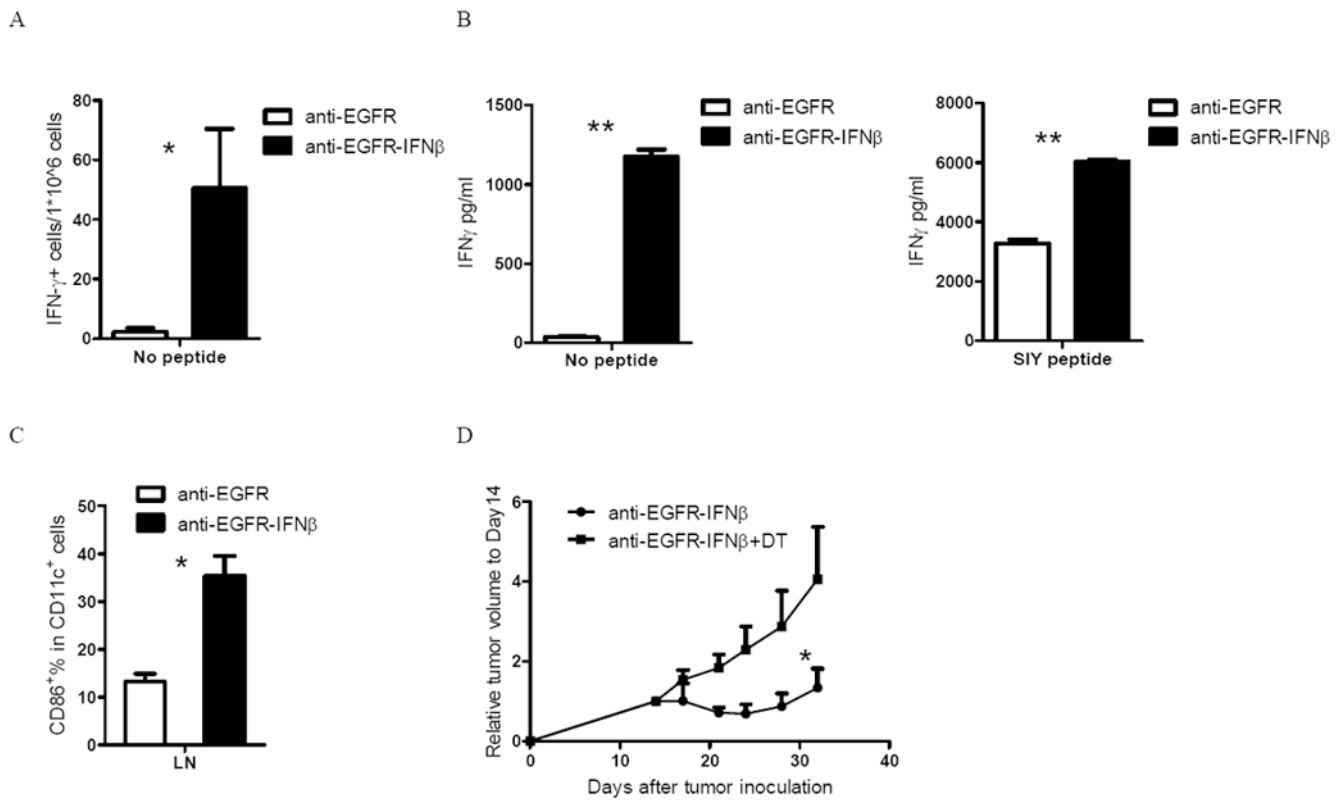 A
IFN-γ+ cells/1*10^6 cells
80
60
40
20
0
*
anti-EGFR
anti-EGFR-IFNβ
No peptide
B
IFNγ pg/ml
1500
1000
500
0
**
anti-EGFR
anti-EGFR-IFNβ
No peptide
IFNγ pg/ml
8000
6000
4000
2000
0
**
anti-EGFR
anti-EGFR-IFNβ
SIY peptide
C
CD86+% in CD11c+ cells
50
40
30
20
10
0
*
anti-EGFR
anti-EGFR-IFNβ
LN
D
Relative tumor volume to Day14
6
4
2
0
anti-EGFR-IFNβ
anti-EGFR-IFNβ+DT
*
0 10 20 30 40
Days after tumor inoculation